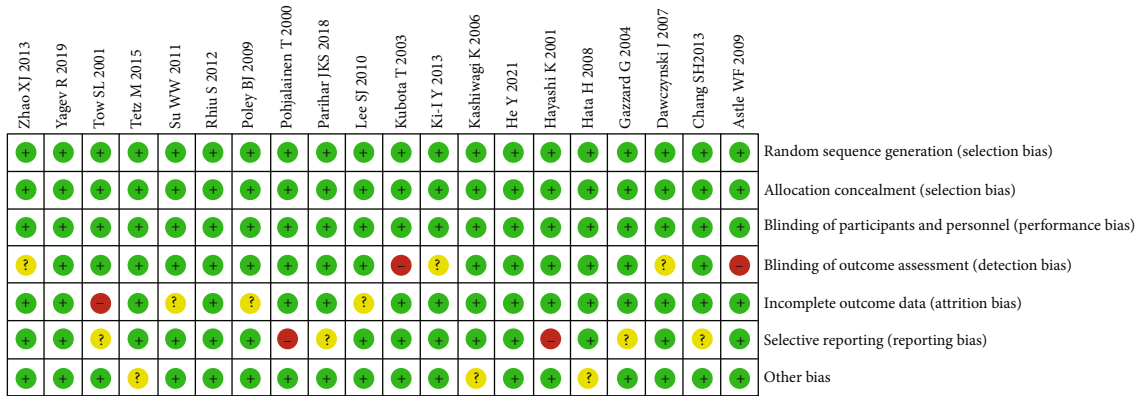 Zhao XJ 2013
Yagev R 2019
Tow SL 2001
Tetz M 2015
Su WW 2011
Rhiu S 2012
Poley BJ 2009
Pohjalainen T 2000
Parihar JKS 2018
Lee SJ 2010
Kubota T 2003
Ki-I Y 2013
Kashiwagi K 2006
He Y 2021
Hayashi K 2001
Hata H 2008
Gazzard G 2004
Dawczynski J 2007
Chang SH2013
Astle WF 2009
+ + + + + + + + + + + + + + + + + + + + Random sequence generation (selection bias)
+ + + + + + + + + + + + + + + + + + + + Allocation concealment (selection bias)
+ + + + + + + + + + + + + + + + + + + + Blinding of participants and personnel (performance bias)
? + + + + + + + + + – ? + + + + + ? + – Blinding of outcome assessment (detection bias)
+ + – + ? + ? + + ? + + + + + + + + + + Incomplete outcome data (attrition bias)
+ + ? + + + + – ? + + + + + – + ? + ? + Selective reporting (reporting bias)
+ + + ? + + + + + + + + ? + + ? + + + + Other bias